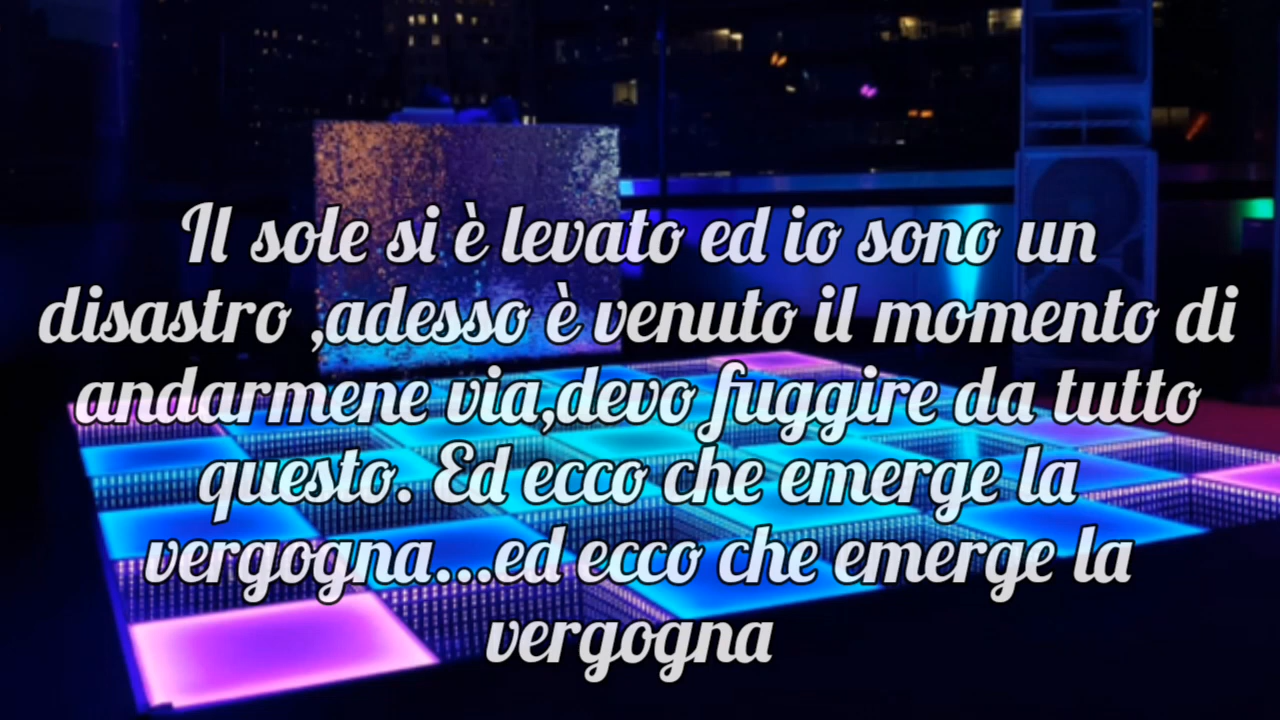 Il sole si è levato ed io sono un
disastro ,adesso è venuto il momento di
andarmene via,devo fuggire da tutto
questo. Ed ecco che emerge la
vergogna...ed ecco che emerge la
vergogna